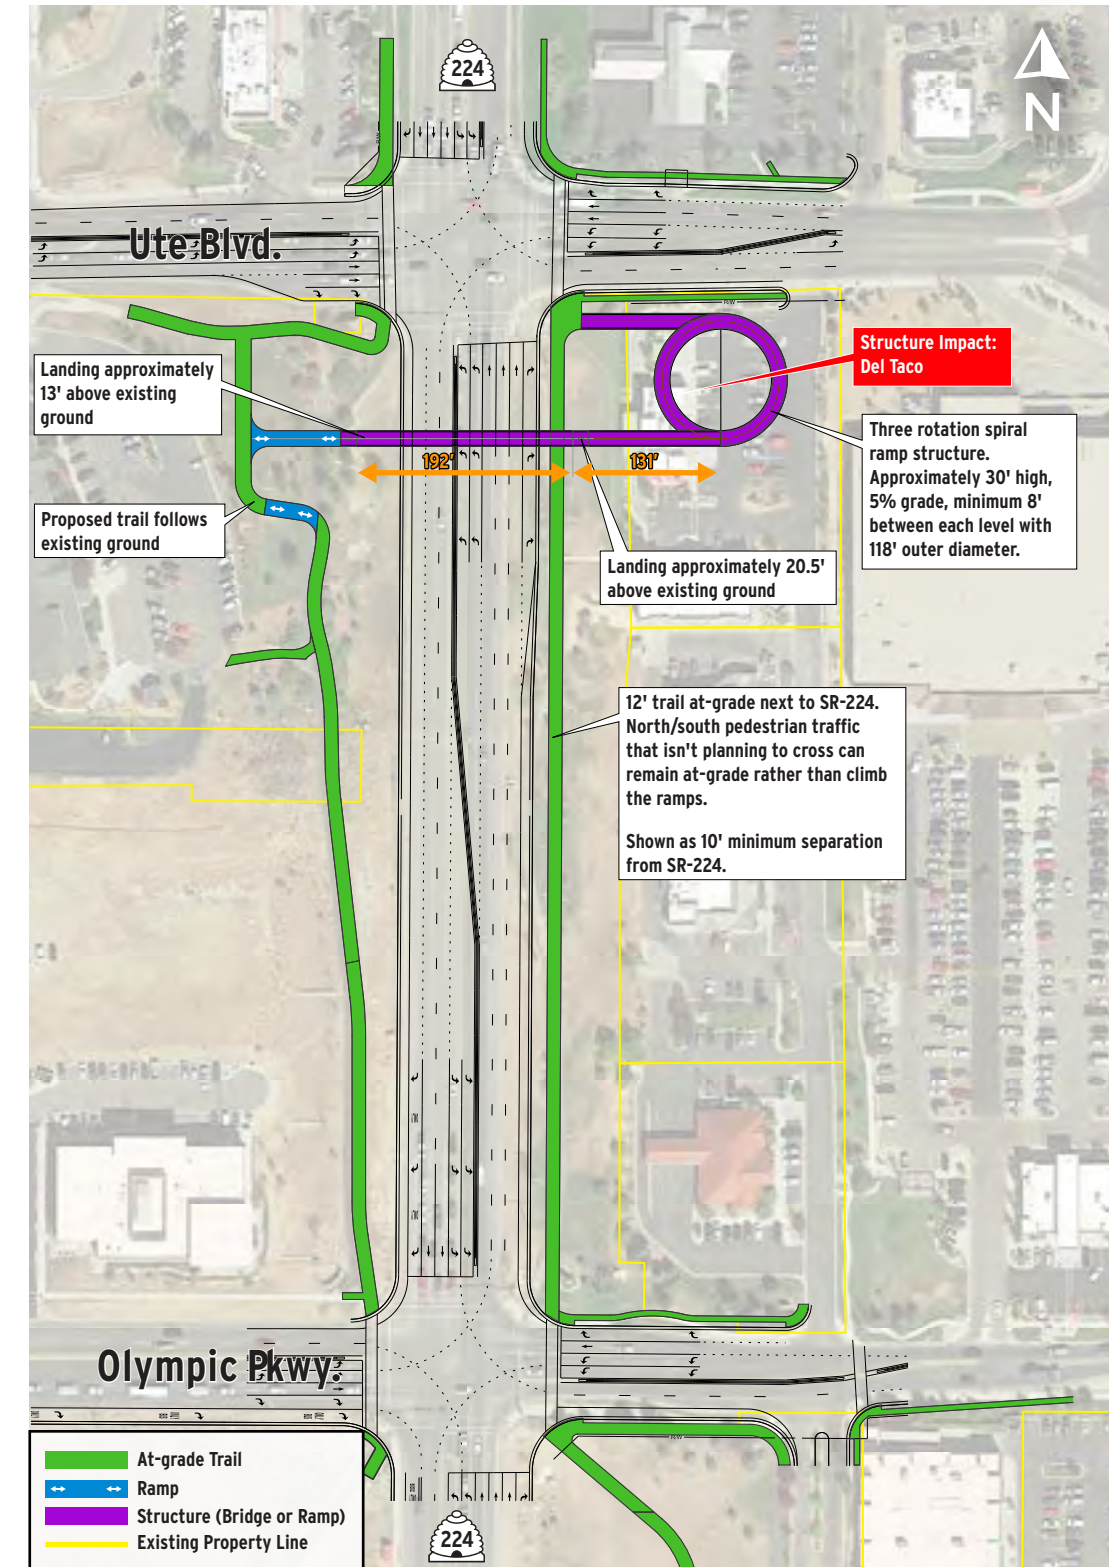 224
N
Ute Blvd.
Structure Impact:
Del Taco
Landing approximately
13' above existing
ground
Three rotation spiral
ramp structure.
Approximately 30' high,
5% grade, minimum 8'
between each level with
118' outer diameter.
192'
131'
Proposed trail follows
existing ground
Landing approximately 20.5'
above existing ground
12' trail at-grade next to SR-224.
North/south pedestrian traffic
that isn't planning to cross can
remain at-grade rather than climb
the ramps.
Shown as 10' minimum separation
from SR-224.
Olympic Pkwy.
At-grade Trail
Ramp
Structure (Bridge or Ramp)
Existing Property Line
224